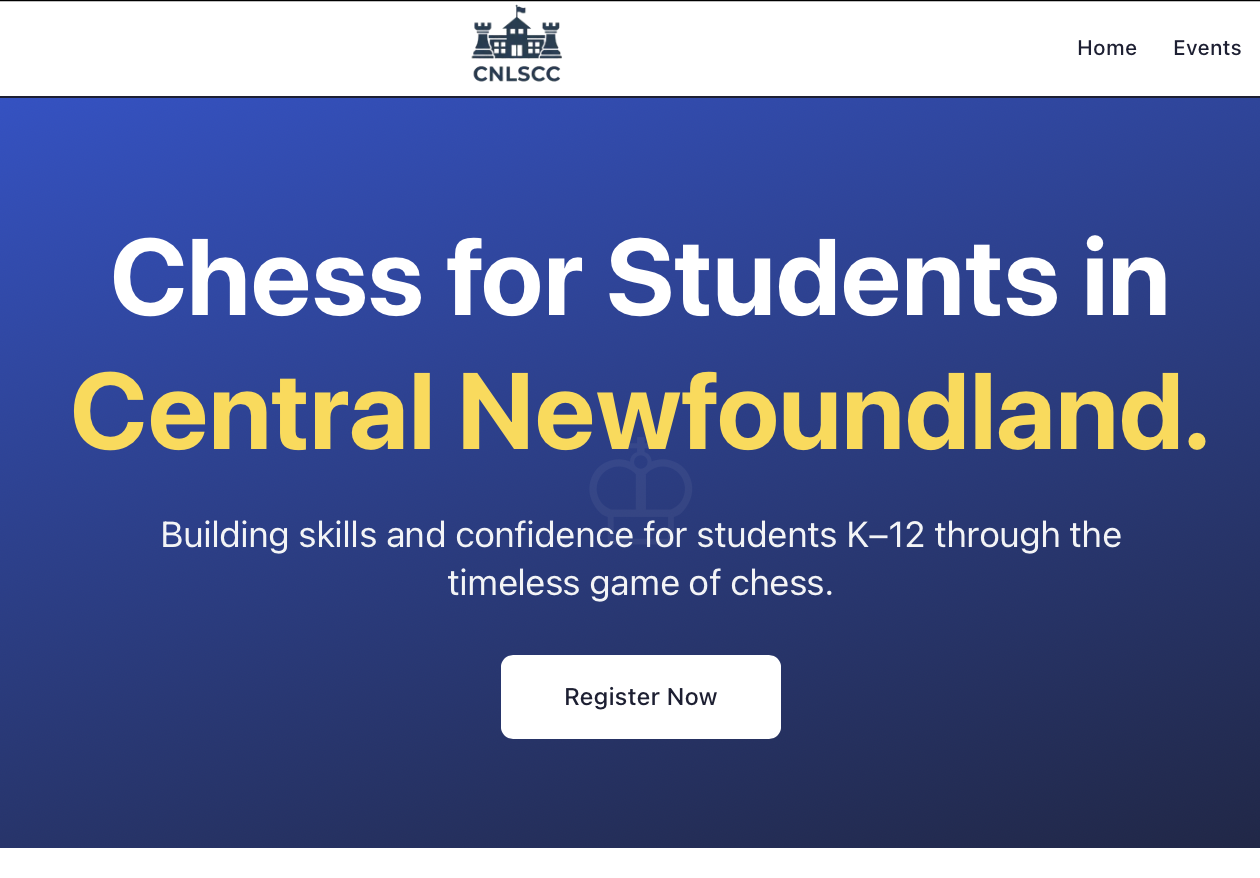 CNLSCC
Home Events
Chess for Students in
Central Newfoundland.
Building skills and confidence for students K–12 through the
timeless game of chess.
Register Now